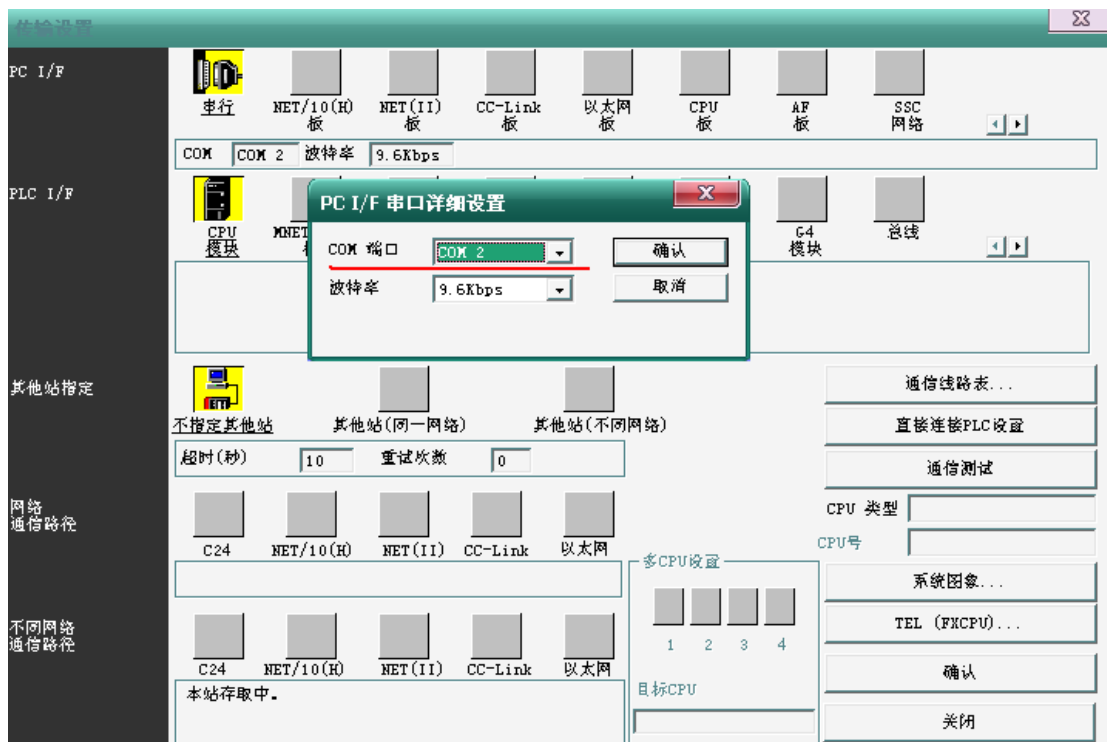 传输设置
PC I/F
串行
NET/10(H)
板
NET(II)
板
CC-Link
板
以太网
板
CPU
板
AF
板
SSC
网络
COM COM 2 波特率 9.6Kbps
PLC I/F
CPU
模块
MNET
G4
模块
总线
PC I/F 串口详细设置
COM 端口 COM 2 确认
波特率 9.6Kbps 取消
其他站指定
不指定其他站
其他站(同一网络)
其他站(不同网络)
超时(秒) 10 重试次数 0
通信线路表...
直接连接PLC设置
通信测试
CPU 类型
CPU号
系统图象...
TEL (FXCPU)...
确认
关闭
网络
通信路径
C24 NET/10(H) NET(II) CC-Link 以太网
多CPU设置
1 2 3 4
目标CPU
不同网络
通信路径
C24 NET/10(H) NET(II) CC-Link 以太网
本站存取中。